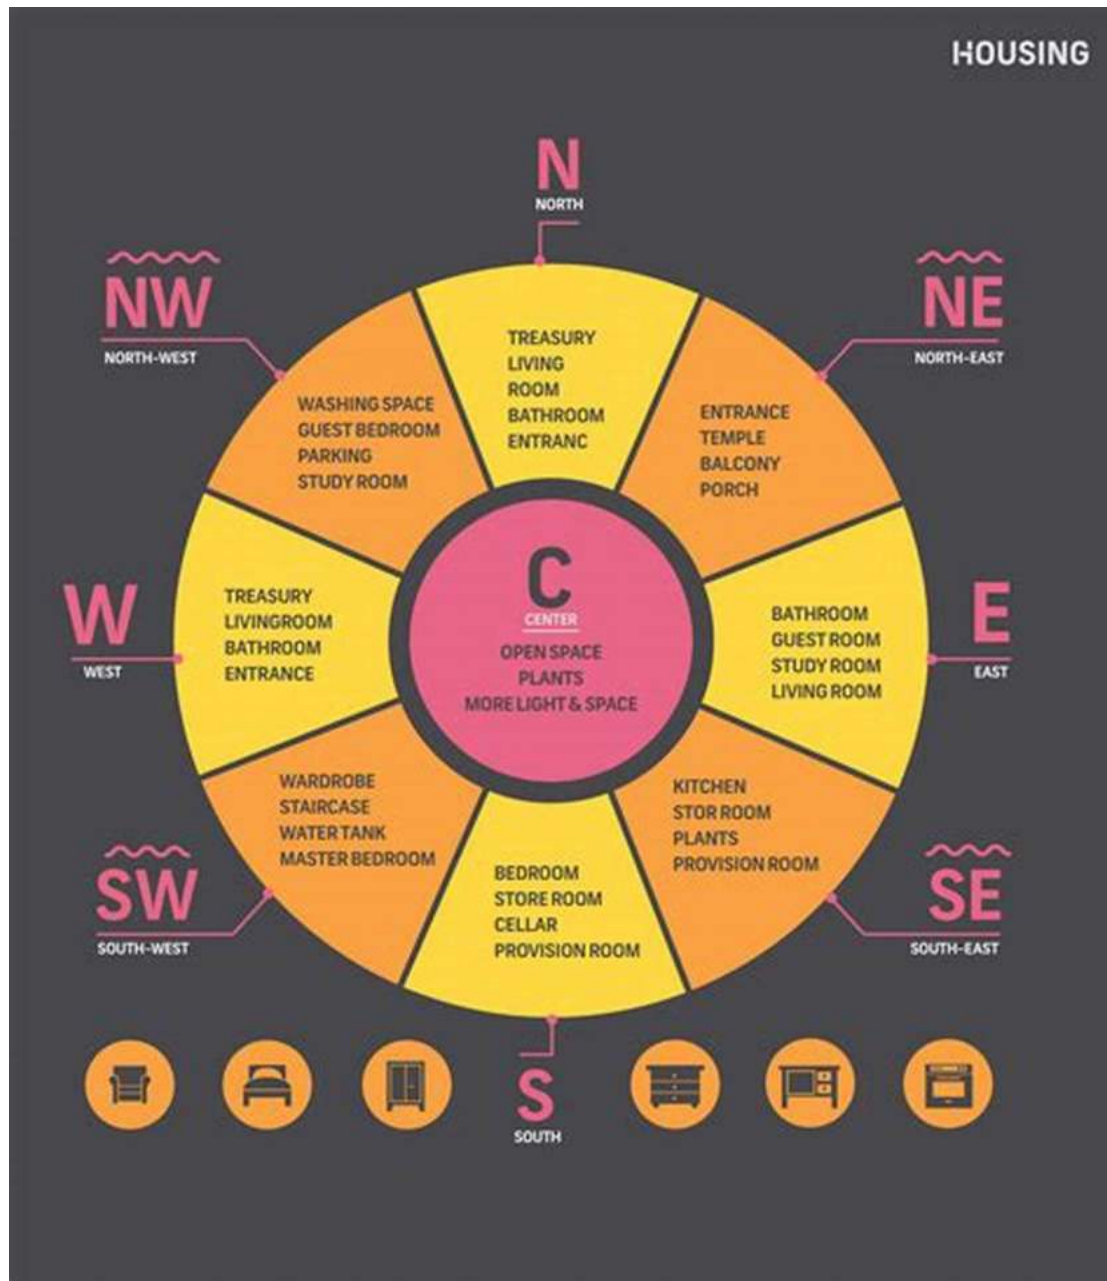 HOUSING
N
NORTH
NW
NORTH-WEST
NE
NORTH-EAST
TREASURY
LIVING
ROOM
BATHROOM
ENTRANC
WASHING SPACE
GUEST BEDROOM
PARKING
STUDY ROOM
ENTRANCE
TEMPLE
BALCONY
PORCH
W
WEST
TREASURY
LIVINGROOM
BATHROOM
ENTRANCE
C
CENTER
OPEN SPACE
PLANTS
MORE LIGHT & SPACE
BATHROOM
GUEST ROOM
STUDY ROOM
LIVING ROOM
E
EAST
WARDROBE
STAIRCASE
WATER TANK
MASTER BEDROOM
KITCHEN
STOR ROOM
PLANTS
PROVISION ROOM
BEDROOM
STORE ROOM
CELLAR
PROVISION ROOM
SW
SOUTH-WEST
SE
SOUTH-EAST
S
SOUTH